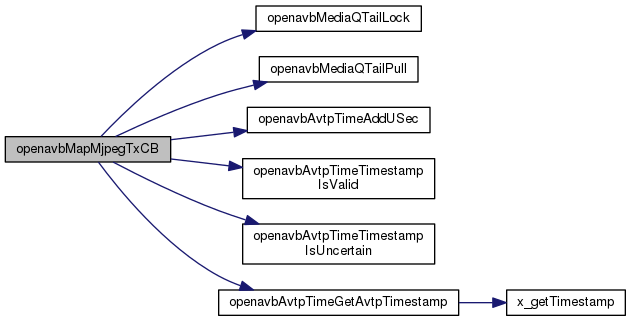 openavbMediaQTailLock
openavbMediaQTailPull
openavbAvtpTimeAddUSec
openavbMapMjpegTxCB
openavbAvtpTimeTimestamp
IsValid
openavbAvtpTimeTimestamp
IsUncertain
openavbAvtpTimeGetAvtpTimestamp
x_getTimestamp